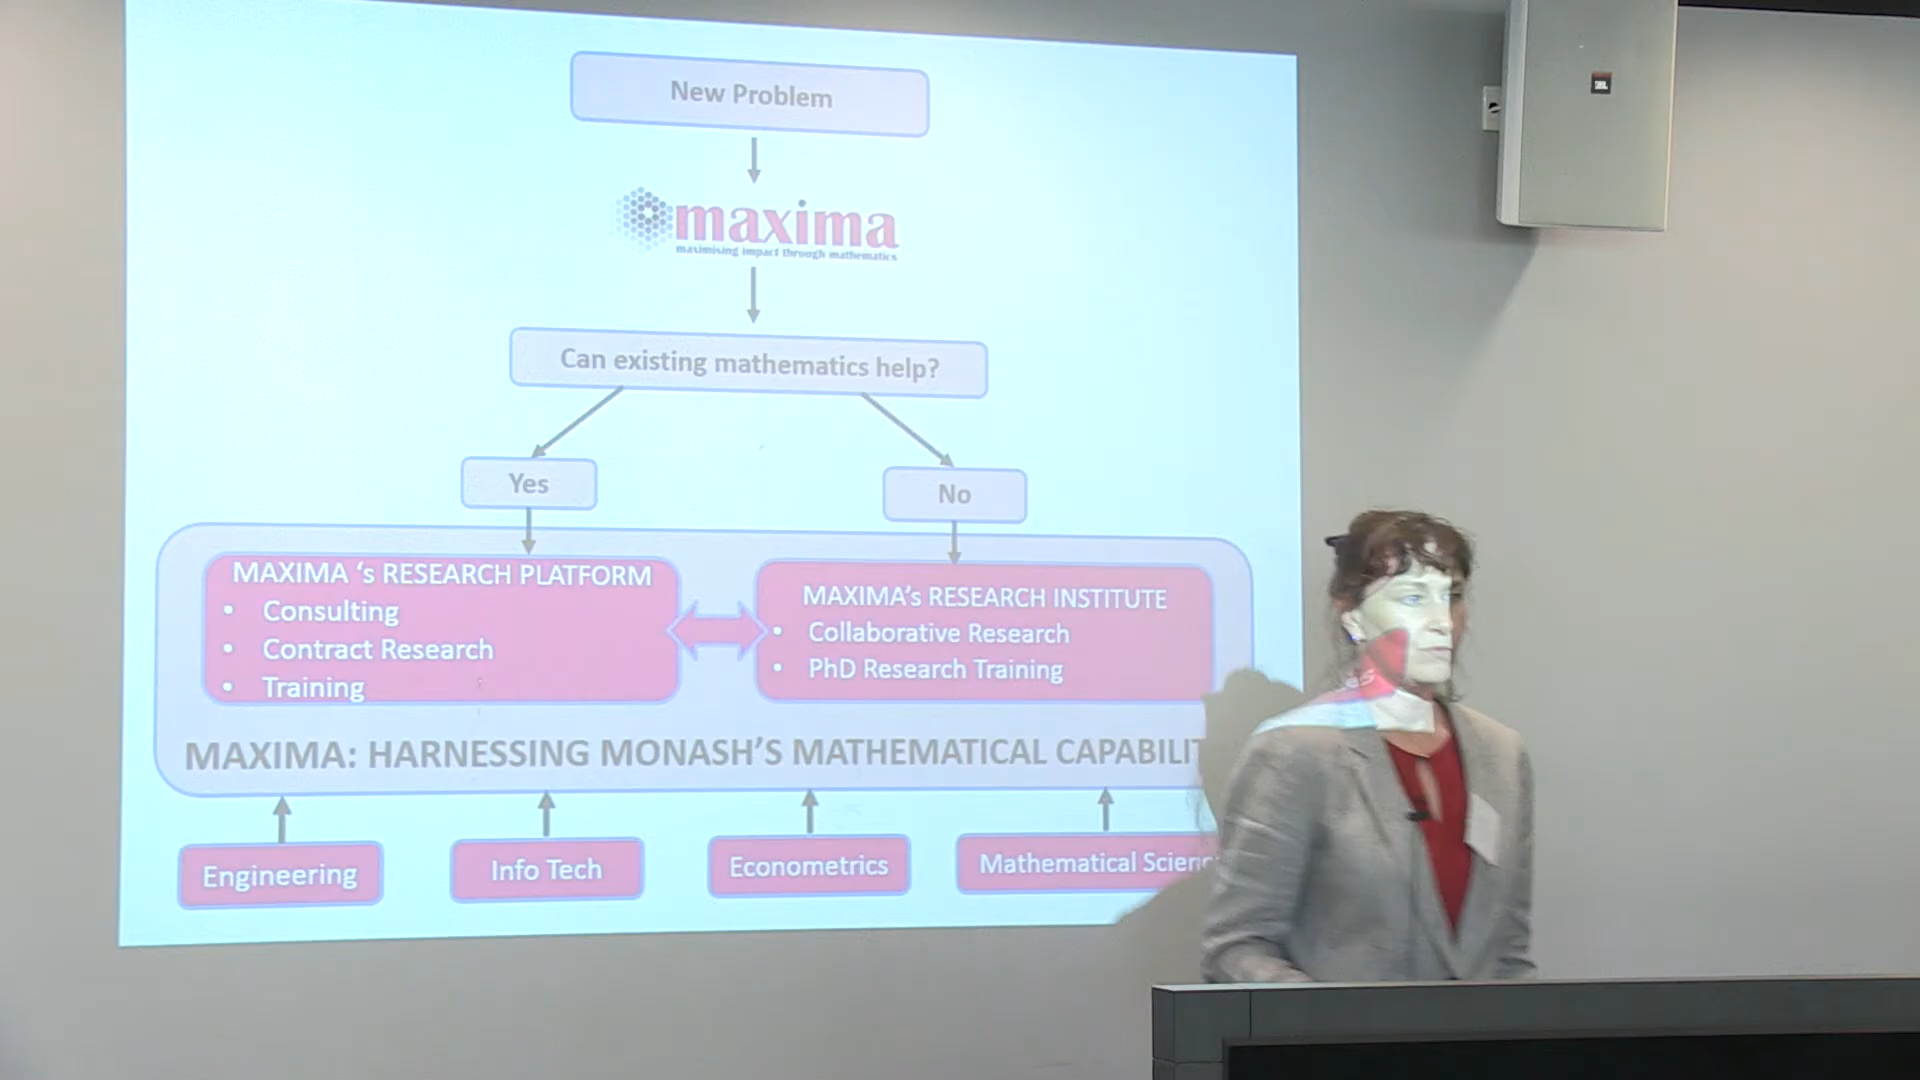 New Problem
maxima
maximising impact through mathematics
Can existing mathematics help?
Yes
No
MAXIMA 's RESEARCH PLATFORM
• Consulting
• Contract Research
• Training
MAXIMA's RESEARCH INSTITUTE
• Collaborative Research
• PhD Research Training
MAXIMA: HARNESSING MONASH'S MATHEMATICAL CAPABILIT
Engineering
Info Tech
Econometrics
Mathematical Scienc
JBL